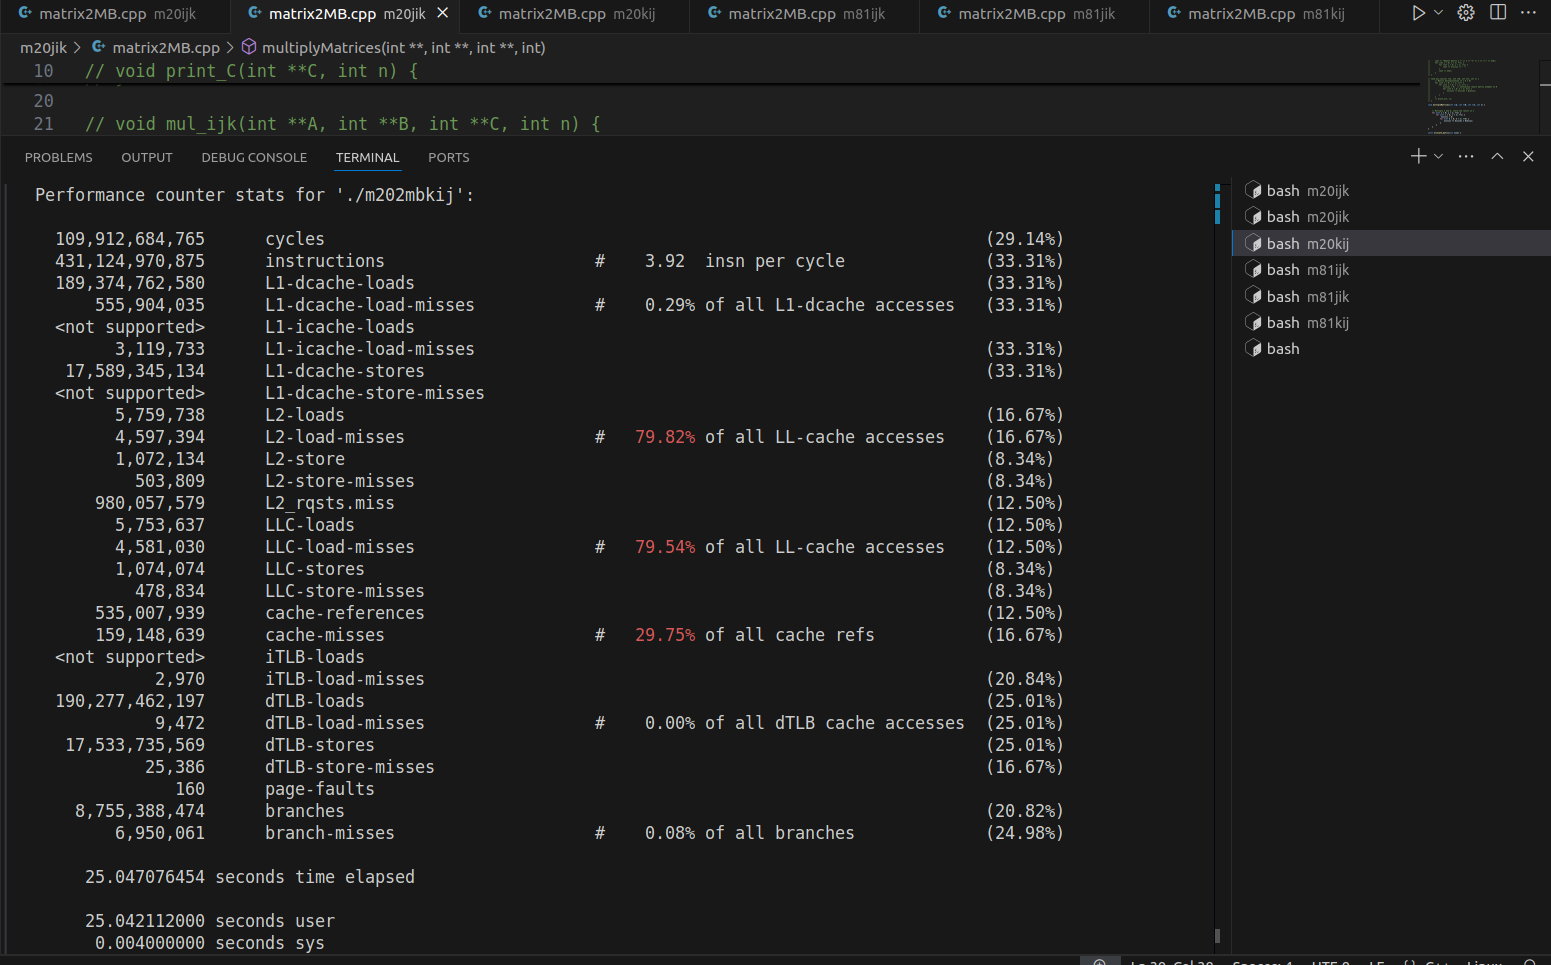 matrix2MB.cpp m20ijk matrix2MB.cpp m20jik matrix2MB.cpp m20kij matrix2MB.cpp m81ijk matrix2MB.cpp m81jik matrix2MB.cpp m81kij
m20jik > matrix2MB.cpp > multiplyMatrices(int **, int **, int **, int)
10 // void print_C(int **C, int n) {
20
21 // void mul_ijk(int **A, int **B, int **C, int n) {
PROBLEMS OUTPUT DEBUG CONSOLE TERMINAL PORTS
Performance counter stats for './m202mbkij':
109,912,684,765 cycles (29.14%)
431,124,970,875 instructions # 3.92 insn per cycle (33.31%)
189,374,762,580 L1-dcache-loads (33.31%)
555,904,035 L1-dcache-load-misses # 0.29% of all L1-dcache accesses (33.31%)
<not supported> L1-icache-loads
3,119,733 L1-icache-load-misses (33.31%)
17,589,345,134 L1-dcache-stores (33.31%)
<not supported> L1-dcache-store-misses
5,759,738 L2-loads (16.67%)
4,597,394 L2-load-misses # 79.82% of all LL-cache accesses (16.67%)
1,072,134 L2-store (8.34%)
503,809 L2-store-misses (8.34%)
980,057,579 L2_rqsts.miss (12.50%)
5,753,637 LLC-loads (12.50%)
4,581,030 LLC-load-misses # 79.54% of all LL-cache accesses (12.50%)
1,074,074 LLC-stores (8.34%)
478,834 LLC-store-misses (8.34%)
535,007,939 cache-references (12.50%)
159,148,639 cache-misses # 29.75% of all cache refs (16.67%)
<not supported> iTLB-loads
2,970 iTLB-load-misses (20.84%)
190,277,462,197 dTLB-loads (25.01%)
9,472 dTLB-load-misses # 0.00% of all dTLB cache accesses (25.01%)
17,533,735,569 dTLB-stores (25.01%)
25,386 dTLB-store-misses (16.67%)
160 page-faults
8,755,388,474 branches (20.82%)
6,950,061 branch-misses # 0.08% of all branches (24.98%)
25.047076454 seconds time elapsed
25.042112000 seconds user
0.004000000 seconds sys
bash m20ijk
bash m20jik
bash m20kij
bash m81ijk
bash m81jik
bash m81kij
bash